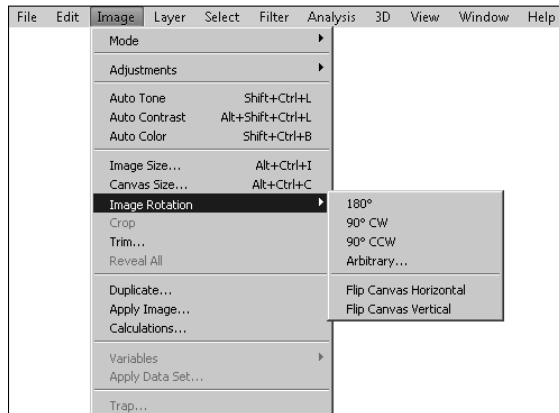 File Edit Image Layer Select Filter Analysis 3D View Window Help
Mode
Adjustments
Auto Tone Shift+Ctrl+L
Auto Contrast Alt+Shift+Ctrl+L
Auto Color Shift+Ctrl+B
Image Size... Alt+Ctrl+I
Canvas Size... Alt+Ctrl+C
Image Rotation
Crop
Trim...
Reveal All
Duplicate...
Apply Image...
Calculations...
Variables
Apply Data Set...
Trap...
180°
90° CW
90° CCW
Arbitrary...
Flip Canvas Horizontal
Flip Canvas Vertical